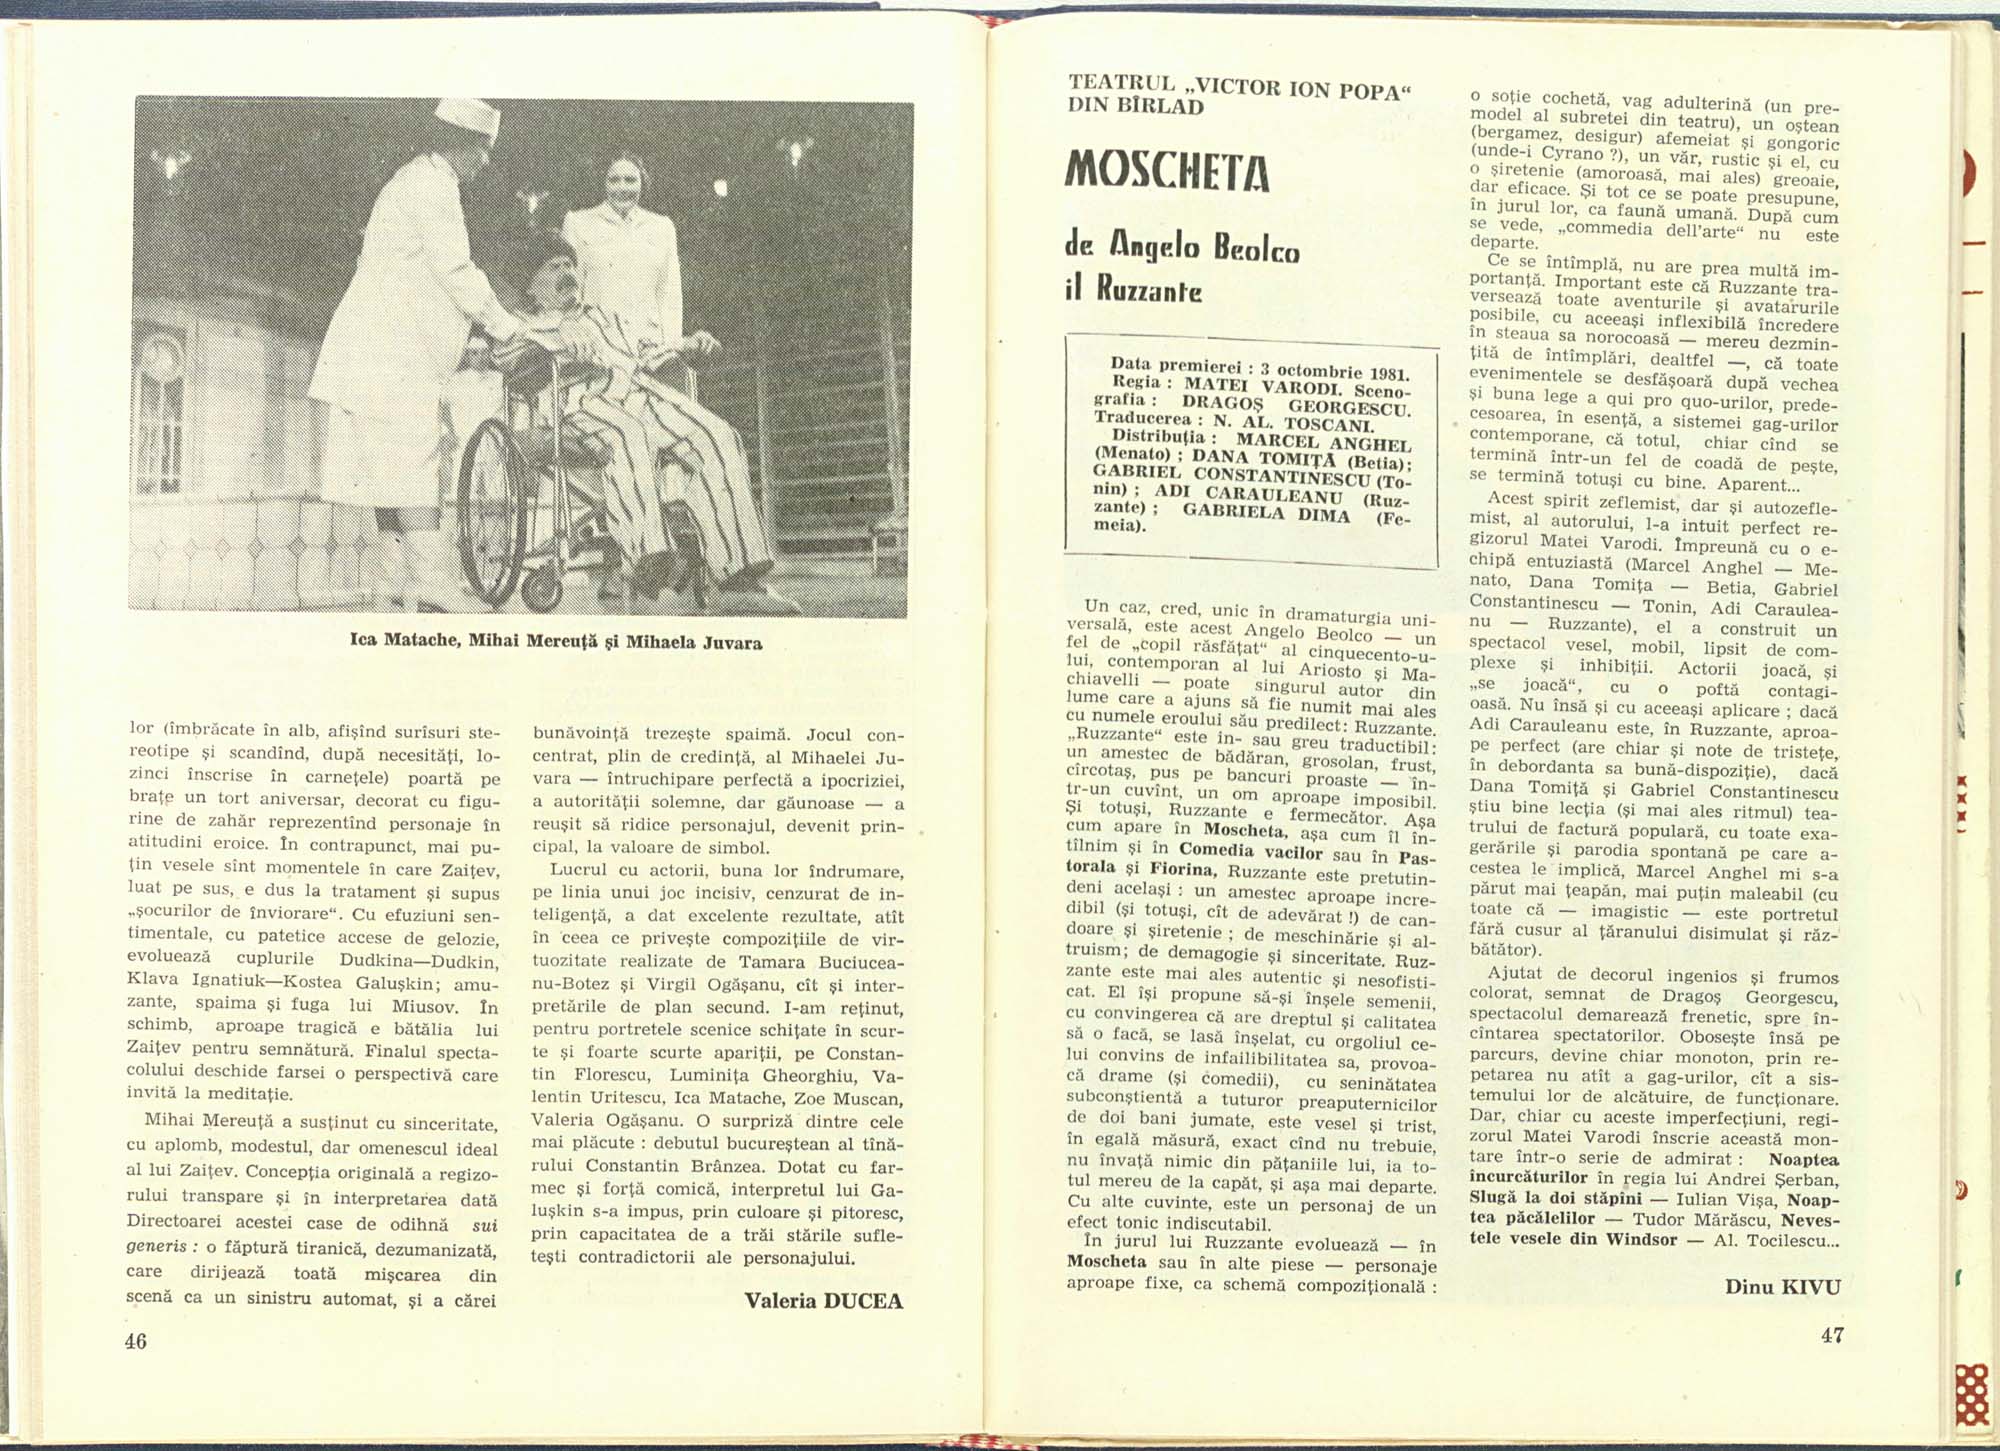 Ica Matache, Mihai Mereuță și Mihaela Juvara
lor (îmbrăcate în alb, afișînd surîsuri ste-
reotipe și scandînd, după necesități, lo-
zinci înscrise în carnețele) poartă pe
brațe un tort aniversar, decorat cu figu-
rine de zahăr reprezentînd personaje în
atitudini eroice. În contrapunct, mai pu-
țin vesele sînt momentele în care Zaițev,
luat pe sus, e dus la tratament și supus
„șocurilor de înviorare“. Cu efuziuni sen-
timentale, cu patetice accese de gelozie,
evoluează cuplurile Dudkina—Dudkin,
Klava Ignatiuk—Kostea Galușkin; amu-
zante, spaima și fuga lui Miusov. În
schimb, aproape tragică e bătălia lui
Zaițev pentru semnătură. Finalul specta-
colului deschide farsei o perspectivă care
invită la meditație.
Mihai Mereuță a susținut cu sinceritate,
cu aplomb, modestul, dar omenescul ideal
al lui Zaițev. Concepția originală a regizo-
rului transpare și în interpretarea dată
Directoarei acestei case de odihnă sui
generis : o făptură tiranică, dezumanizată,
care dirijează toată mișcarea din
scenă ca un sinistru automat, și a cărei
bunăvoință trezește spaimă. Jocul con-
centrat, plin de credință, al Mihaelei Ju-
vara — întruchipare perfectă a ipocriziei,
a autorității solemne, dar găunoase — a
reușit să ridice personajul, devenit prin-
cipal, la valoare de simbol.
Lucrul cu actorii, buna lor îndrumare,
pe linia unui joc incisiv, cenzurat de in-
teligență, a dat excelente rezultate, atît
în ceea ce privește compozițiile de vir-
tuozitate realizate de Tamara Buciucea-
nu-Botez și Virgil Ogășanu, cît și inter-
pretările de plan secund. I-am reținut,
pentru portretele scenice schițate în scur-
te și foarte scurte apariții, pe Constan-
tin Florescu, Luminița Gheorghiu, Va-
lentin Uritescu, Ica Matache, Zoe Muscan,
Valeria Ogășanu. O surpriză dintre cele
mai plăcute : debutul bucureștean al tînă-
rului Constantin Brânzea. Dotat cu far-
mec și forță comică, interpretul lui Ga-
lușkin s-a impus, prin culoare și pitoresc,
prin capacitatea de a trăi stările sufle-
tești contradictorii ale personajului.
Valeria DUCEA
46
TEATRUL „VICTOR ION POPA“
DIN BÎRLAD
MOSCHETA
de Angelo Beolco
il Ruzzante
Data premierei : 3 octombrie 1981.
Regia : MATEI VARODI. Sceno-
grafia : DRAGOȘ GEORGESCU.
Traducerea : N. AL. TOSCANI.
Distribuția : MARCEL ANGHEL
(Menato) ; DANA TOMIȚĂ (Betia);
GABRIEL CONSTANTINESCU (To-
nin) ; ADI CARAULEANU (Ruz-
zante) ; GABRIELA DIMA (Fe-
meia).
Un caz, cred, unic în dramaturgia uni-
versală, este acest Angelo Beolco — un
fel de „copil răsfățat“ al cinquecento-u-
lui, contemporan al lui Ariosto și Ma-
chiavelli — poate singurul autor din
lume care a ajuns să fie numit mai ales
cu numele eroului său predilect: Ruzzante.
„Ruzzante“ este in- sau greu traductibil:
un amestec de bădăran, grosolan, frust,
cîrcotaș, pus pe bancuri proaste — în-
tr-un cuvînt, un om aproape imposibil.
Și totuși, Ruzzante e fermecător. Așa
cum apare în Moscheta, așa cum îl în-
tîlnim și în Comedia vacilor sau în Pas-
torala și Fiorina, Ruzzante este pretutin-
deni același : un amestec aproape incre-
dibil (și totuși, cît de adevărat !) de can-
doare și șiretenie ; de meschinărie și al-
truism; de demagogie și sinceritate. Ruz-
zante este mai ales autentic și nesofisti-
cat. El își propune să-și înșele semenii,
cu convingerea că are dreptul și calitatea
să o facă, se lasă înșelat, cu orgoliul ce-
lui convins de infailibilitatea sa, provoa-
că drame (și comedii), cu seninătatea
subconștientă a tuturor preaputernicilor
de doi bani jumate, este vesel și trist,
în egală măsură, exact cînd nu trebuie,
nu învață nimic din pățaniile lui, ia to-
tul mereu de la capăt, și așa mai departe.
Cu alte cuvinte, este un personaj de un
efect tonic indiscutabil.
În jurul lui Ruzzante evoluează — în
Moscheta sau în alte piese — personaje
aproape fixe, ca schemă compozițională :
o soție cochetă, vag adulterină (un pre-
model al subretei din teatru), un oștean
(bergamez, desigur) afemeiat și gongoric
(unde-i Cyrano ?), un văr, rustic și el, cu
o șiretenie (amoroasă, mai ales) greoaie,
dar eficace. Și tot ce se poate presupune,
în jurul lor, ca faună umană. După cum
se vede, „commedia dell'arte“ nu este
departe.
Ce se întîmplă, nu are prea multă im-
portanță. Important este că Ruzzante tra-
versează toate aventurile și avatarurile
posibile, cu aceeași inflexibilă încredere
în steaua sa norocoasă — mereu dezmin-
țită de întîmplări, dealtfel —, că toate
evenimentele se desfășoară după vechea
și buna lege a qui pro quo-urilor, prede-
cesoarea, în esență, a sistemei gag-urilor
contemporane, că totul, chiar cînd se
termină într-un fel de coadă de pește,
se termină totuși cu bine. Aparent...
Acest spirit zeflemist, dar și autozefle-
mist, al autorului, l-a intuit perfect re-
gizorul Matei Varodi. Împreună cu o e-
chipă entuziastă (Marcel Anghel — Me-
nato, Dana Tomița — Betia, Gabriel
Constantinescu — Tonin, Adi Caraulea-
nu — Ruzzante), el a construit un
spectacol vesel, mobil, lipsit de com-
plexe și inhibiții. Actorii joacă, și
„se joacă“, cu o poftă contagi-
oasă. Nu însă și cu aceeași aplicare ; dacă
Adi Carauleanu este, în Ruzzante, aproa-
pe perfect (are chiar și note de tristețe,
în debordanta sa bună-dispoziție), dacă
Dana Tomiță și Gabriel Constantinescu
știu bine lecția (și mai ales ritmul) tea-
trului de factură populară, cu toate exa-
gerările și parodia spontană pe care a-
cestea le implică, Marcel Anghel mi s-a
părut mai țeapăn, mai puțin maleabil (cu
toate că — imagistic — este portretul
fără cusur al țăranului disimulat și răz-
bătător).
Ajutat de decorul ingenios și frumos
colorat, semnat de Dragoș Georgescu,
spectacolul demarează frenetic, spre în-
cîntarea spectatorilor. Obosește însă pe
parcurs, devine chiar monoton, prin re-
petarea nu atît a gag-urilor, cît a sis-
temului lor de alcătuire, de funcționare.
Dar, chiar cu aceste imperfecțiuni, regi-
zorul Matei Varodi înscrie această mon-
tare într-o serie de admirat : Noaptea
încurcăturilor în regia lui Andrei Șerban,
Slugă la doi stăpîni — Iulian Vișa, Noap-
tea păcălelilor — Tudor Mărăscu, Neves-
tele vesele din Windsor — Al. Tocilescu...
Dinu KIVU
47